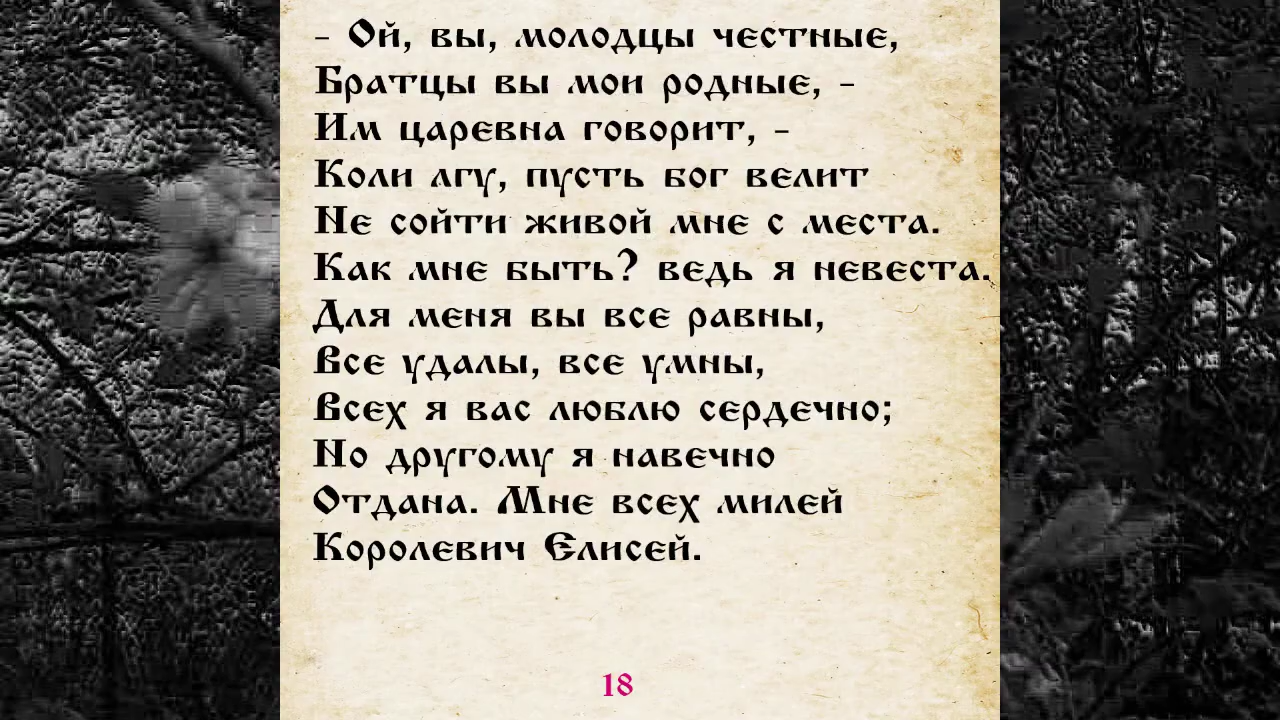 - Ой, вы, молодцы честные,
Братцы вы мои родные, -
Им царевна говорит, -
Коли лгу, пусть бог велит
Не сойти живой мне с места.
Как мне быть? ведь я невеста.
Для меня вы все равны,
Все удалы, все умны,
Всех я вас люблю сердечно;
Но другому я навечно
Отдана. Мне всех милей
Королевич Елисей.
18